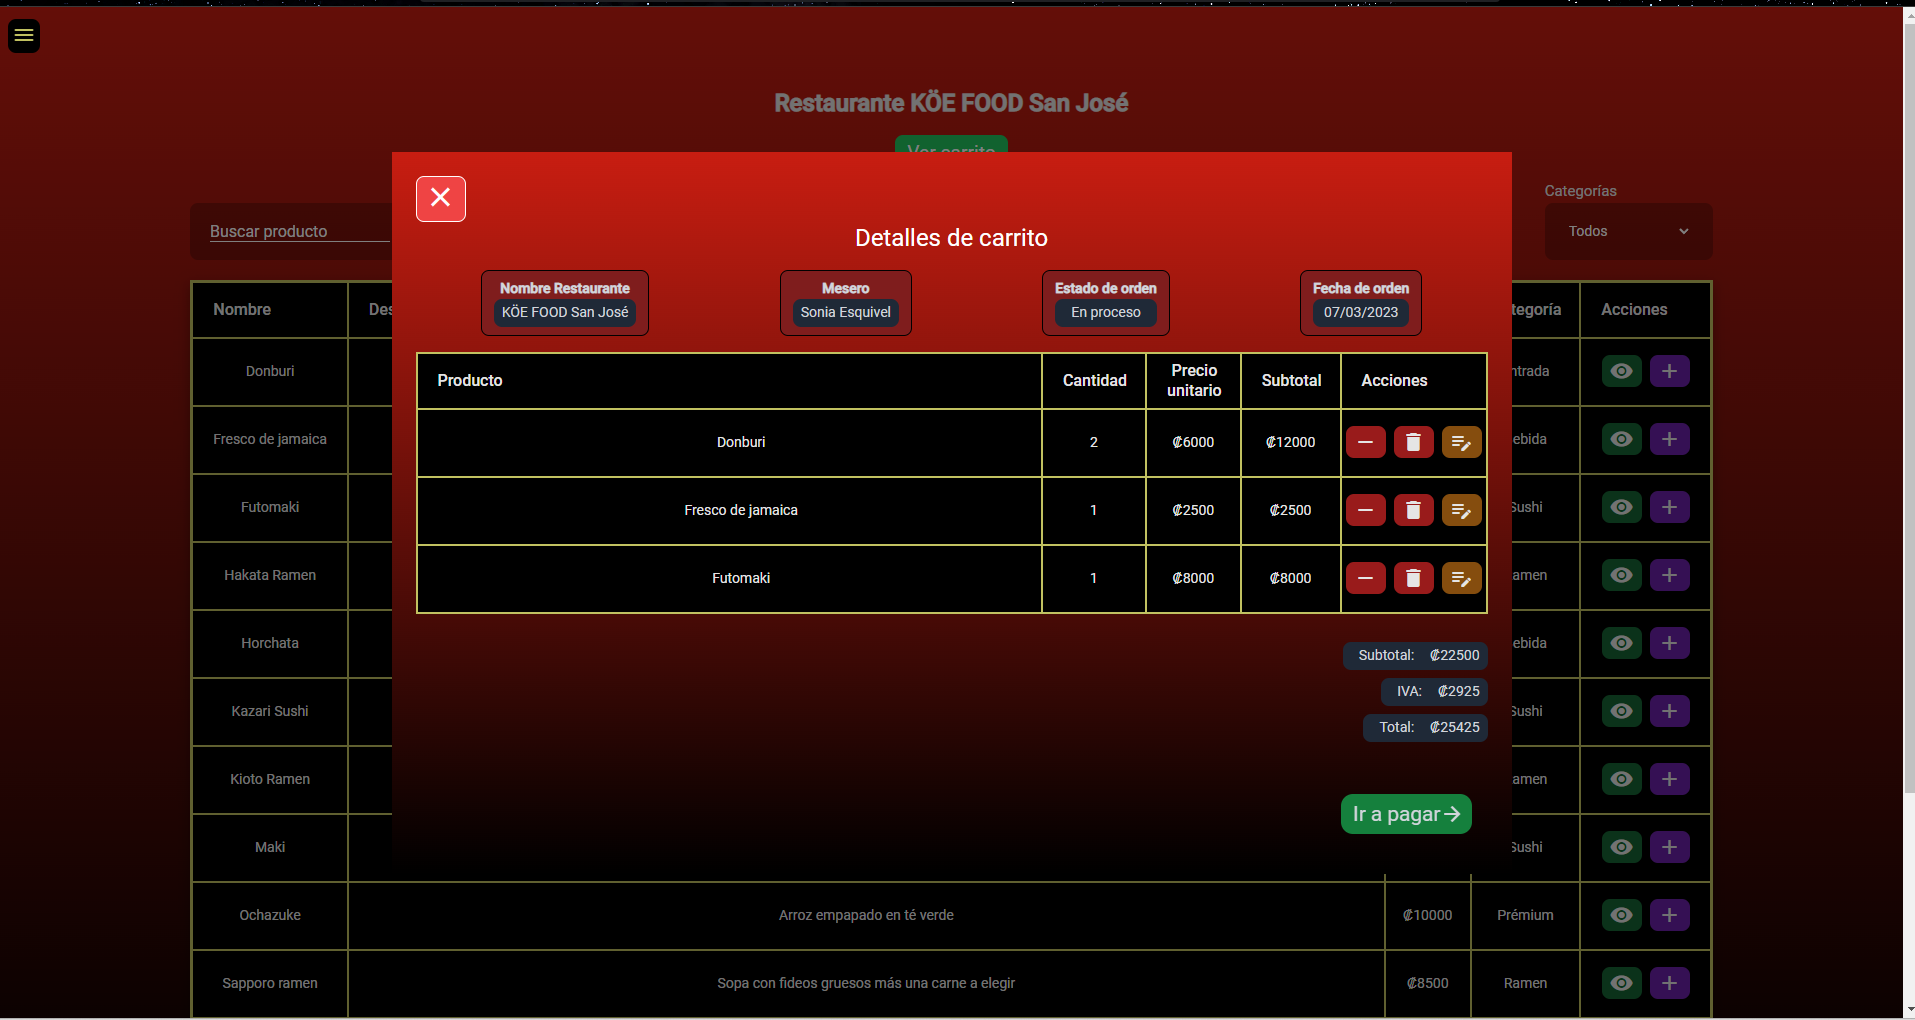 Restaurante KÖE FOOD San José
Ver carrito
Categorías
Buscar producto
Todos
Detalles de carrito
Nombre Restaurante
KÖE FOOD San José
Mesero
Sonia Esquivel
Estado de orden
En proceso
Fecha de orden
07/03/2023
Producto Cantidad Precio unitario Subtotal Acciones
Donburi 2 ₡6000 ₡12000
Fresco de jamaica 1 ₡2500 ₡2500
Futomaki 1 ₡8000 ₡8000
Subtotal: ₡22500
IVA: ₡2925
Total: ₡25425
Ir a pagar
Nombre Des tegoría Acciones
Donburi ntrada
Fresco de jamaica ebida
Futomaki Sushi
Hakata Ramen amen
Horchata ebida
Kazari Sushi Sushi
Kioto Ramen amen
Maki Sushi
Ochazuke Arroz empapado en té verde ₡10000 Prémium
Sapporo ramen Sopa con fideos gruesos más una carne a elegir ₡8500 Ramen